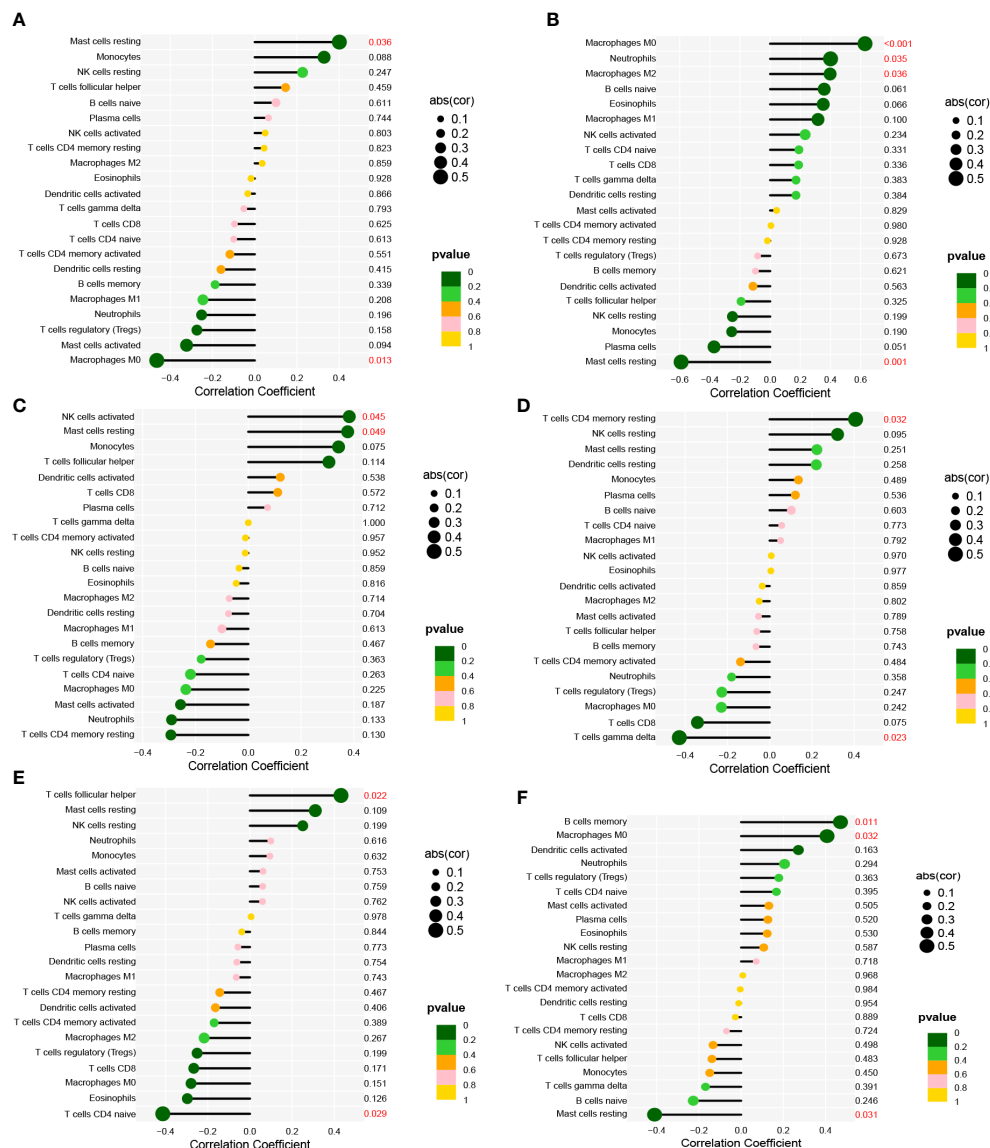 A
Mast cells resting 0.036
Monocytes 0.088
NK cells resting 0.247
T cells follicular helper 0.459
B cells naive 0.611
Plasma cells 0.744
NK cells activated 0.803
T cells CD4 memory resting 0.823
Macrophages M2 0.859
Eosinophils 0.928
Dendritic cells activated 0.866
T cells gamma delta 0.793
T cells CD8 0.625
T cells CD4 naive 0.613
T cells CD4 memory activated 0.551
Dendritic cells resting 0.415
B cells memory 0.339
Macrophages M1 0.208
Neutrophils 0.196
T cells regulatory (Tregs) 0.158
Mast cells activated 0.094
Macrophages M0 0.013
−0.4 −0.2 0.0 0.2 0.4
Correlation Coefficient
abs(cor)
0.1
0.2
0.3
0.4
0.5
pvalue
0
0.2
0.4
0.6
0.8
1
B
Macrophages M0 <0.001
Neutrophils 0.035
Macrophages M2 0.036
B cells naive 0.061
Eosinophils 0.066
Macrophages M1 0.100
NK cells activated 0.234
T cells CD4 naive 0.331
T cells CD8 0.336
T cells gamma delta 0.383
Dendritic cells resting 0.384
Mast cells activated 0.829
T cells CD4 memory activated 0.980
T cells CD4 memory resting 0.928
T cells regulatory (Tregs) 0.673
B cells memory 0.621
Dendritic cells activated 0.563
T cells follicular helper 0.325
NK cells resting 0.199
Monocytes 0.190
Plasma cells 0.051
Mast cells resting 0.001
−0.6 −0.4 −0.2 0.0 0.2 0.4 0.6
Correlation Coefficient
abs(cor)
0.1
0.2
0.3
0.4
0.5
pvalue
0
0.
0.
0.
0.
1
C
NK cells activated 0.045
Mast cells resting 0.049
Monocytes 0.075
T cells follicular helper 0.114
Dendritic cells activated 0.538
T cells CD8 0.572
Plasma cells 0.712
T cells gamma delta 1.000
T cells CD4 memory activated 0.957
NK cells resting 0.952
B cells naive 0.859
Eosinophils 0.816
Macrophages M2 0.714
Dendritic cells resting 0.704
Macrophages M1 0.613
B cells memory 0.467
T cells regulatory (Tregs) 0.363
T cells CD4 naive 0.263
Macrophages M0 0.225
Mast cells activated 0.187
Neutrophils 0.133
T cells CD4 memory resting 0.130
−0.4 −0.2 0.0 0.2 0.4
Correlation Coefficient
abs(cor)
0.1
0.2
0.3
0.4
0.5
pvalue
0
0.2
0.4
0.6
0.8
1
D
T cells CD4 memory resting 0.032
NK cells resting 0.095
Mast cells resting 0.251
Dendritic cells resting 0.258
Monocytes 0.489
Plasma cells 0.536
B cells naive 0.603
T cells CD4 naive 0.773
Macrophages M1 0.792
NK cells activated 0.970
Eosinophils 0.977
Dendritic cells activated 0.859
Macrophages M2 0.802
Mast cells activated 0.789
T cells follicular helper 0.758
B cells memory 0.743
T cells CD4 memory activated 0.484
Neutrophils 0.358
T cells regulatory (Tregs) 0.247
Macrophages M0 0.242
T cells CD8 0.075
T cells gamma delta 0.023
−0.4 −0.2 0.0 0.2 0.4
Correlation Coefficient
abs(cor)
0.1
0.2
0.3
0.4
0.5
pvalue
0
0.
0.
0.
0.
1
E
T cells follicular helper 0.022
Mast cells resting 0.109
NK cells resting 0.199
Neutrophils 0.616
Monocytes 0.632
Mast cells activated 0.753
B cells naive 0.759
NK cells activated 0.762
T cells gamma delta 0.978
B cells memory 0.844
Plasma cells 0.773
Dendritic cells resting 0.754
Macrophages M1 0.743
T cells CD4 memory resting 0.467
Dendritic cells activated 0.406
T cells CD4 memory activated 0.389
Macrophages M2 0.267
T cells regulatory (Tregs) 0.199
T cells CD8 0.171
Macrophages M0 0.151
Eosinophils 0.126
T cells CD4 naive 0.029
−0.4 −0.2 0.0 0.2 0.4
Correlation Coefficient
abs(cor)
0.1
0.2
0.3
0.4
0.5
pvalue
0
0.2
0.4
0.6
0.8
1
F
B cells memory 0.011
Macrophages M0 0.032
Dendritic cells activated 0.163
Neutrophils 0.294
T cells regulatory (Tregs) 0.363
T cells CD4 naive 0.395
Mast cells activated 0.505
Plasma cells 0.520
Eosinophils 0.530
NK cells resting 0.587
Macrophages M1 0.718
Macrophages M2 0.968
T cells CD4 memory activated 0.984
Dendritic cells resting 0.954
T cells CD8 0.889
T cells CD4 memory resting 0.724
NK cells activated 0.498
T cells follicular helper 0.483
Monocytes 0.450
T cells gamma delta 0.391
B cells naive 0.246
Mast cells resting 0.031
−0.4 −0.2 0.0 0.2 0.4
Correlation Coefficient
abs(cor)
0.1
0.2
0.3
0.4
0.5
pvalue
0
0.2
0.4
0.6
0.8
1